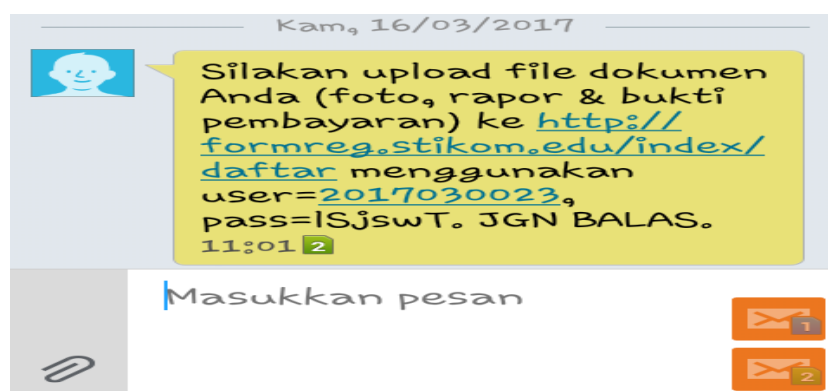 Kam, 16/03/2017
Silakan upload file dokumen
Anda (foto, rapor & bukti
pembayaran) ke http://
formreg.stikom.edu/index/
daftar menggunakan
user=2017030023,
pass=lSjswT. JGN BALAS.
11:01 2
Masukkan pesan
1
2